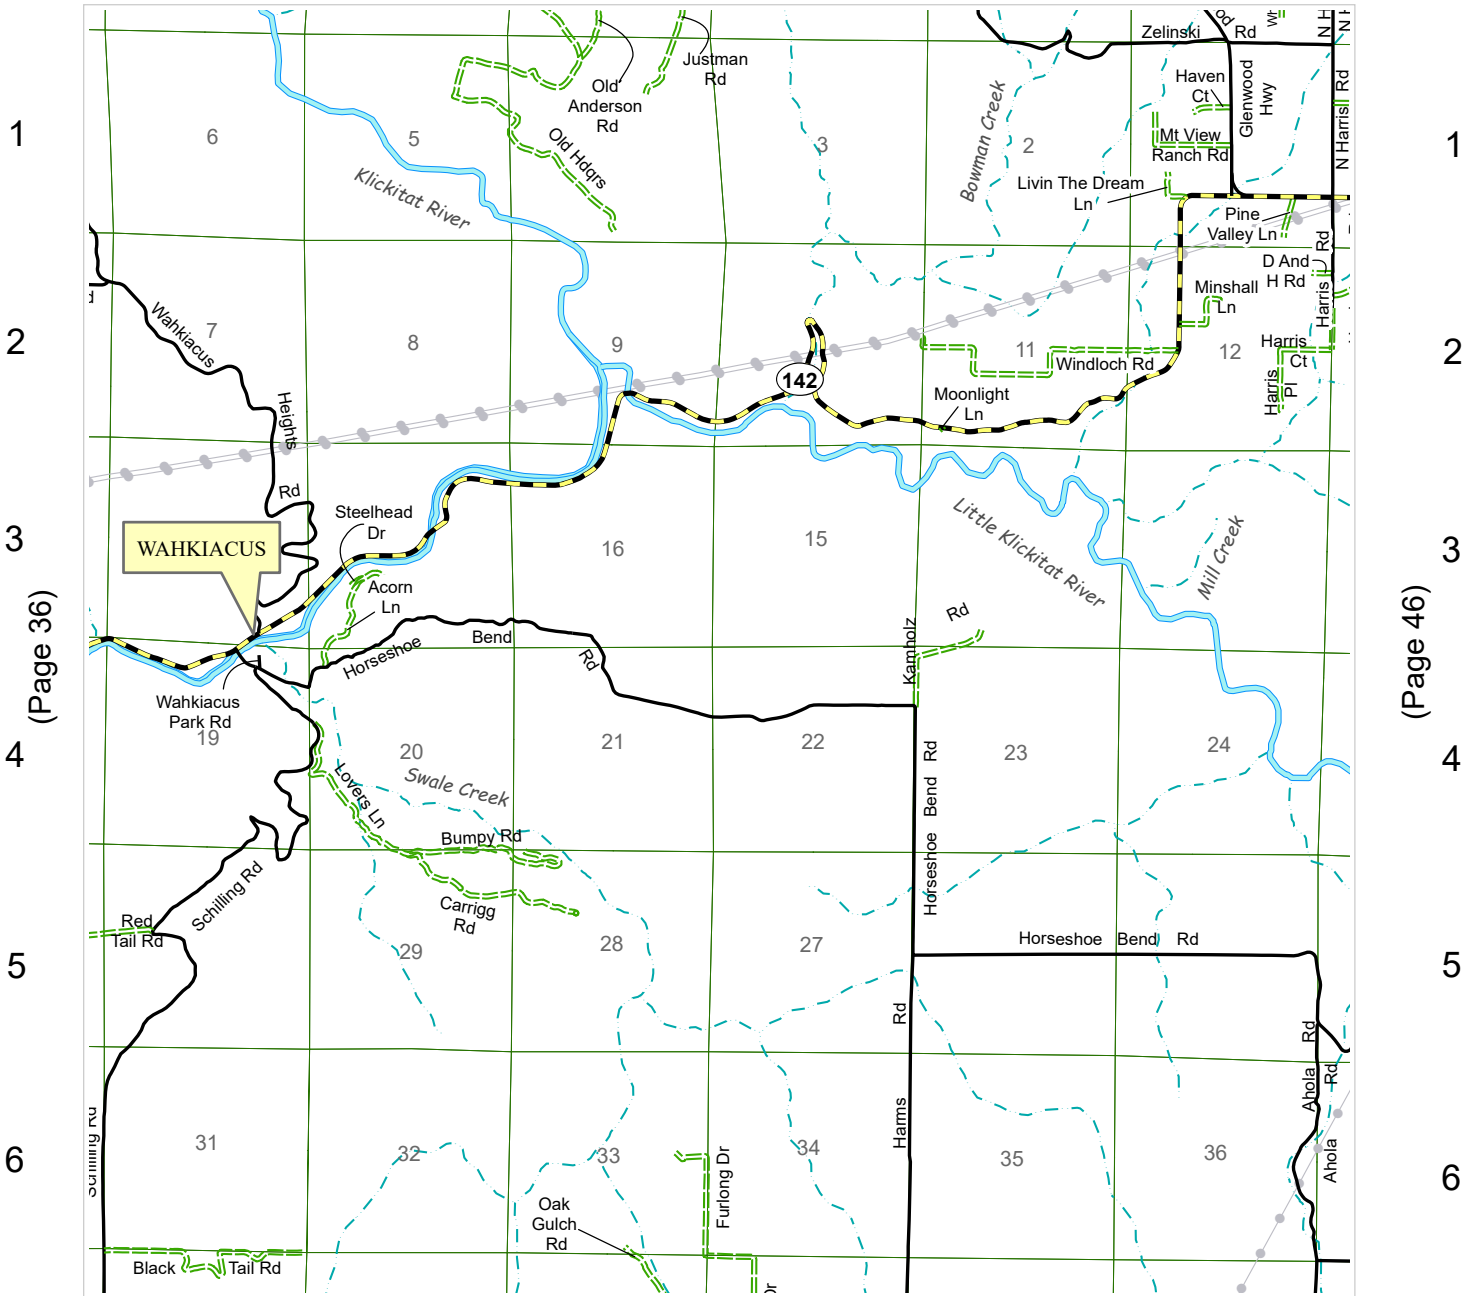 Zelinski Rd
Glenwood
Hwy
N Harris Rd
Haven
Ct
Mt View
Ranch Rd
Livin The Dream
Ln
Pine
Valley Ln
D And
H Rd
Harris Rd
Minshall
Ln
Harris
Ct
Harris
Pl
Justman
Rd
Old
Anderson
Rd
Old Hdqrs
Klickitat River
Bowman Creek
1
6
5
3
2
1
2
7
8
9
11
12
2
142
Windloch Rd
Moonlight
Ln
Wahkiacus
Heights
Rd
Steelhead
Dr
WAHKIACUS
3
16
15
3
Little Klickitat River
Mill Creek
Acorn
Ln
Horseshoe Bend Rd
Kamholz Rd
(Page 36)
(Page 46)
Wahkiacus
Park Rd
4
19
20
21
22
23
24
4
Swale Creek
Lovers Ln
Bumpy Rd
Carrigg
Rd
Schilling Rd
Horseshoe Bend Rd
Red
Tail Rd
5
29
28
27
5
Horseshoe Bend Rd
Harms Rd
Ahola Rd
Ahola Rd
6
31
32
33
34
35
36
6
Schilling Rd
Furlong Dr
Oak
Gulch
Rd
Black Tail Rd
Dr